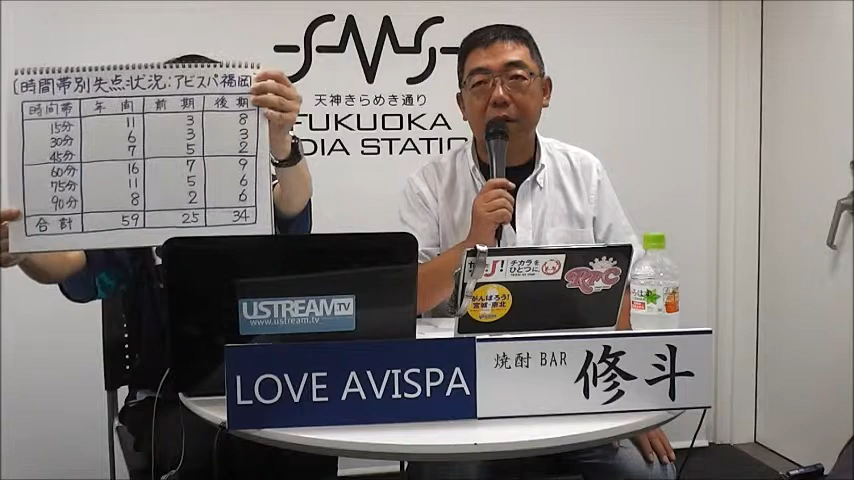 〔時間帯別失点状況:アビスパ福岡〕
時間帯 年間 前期 後期
15分 11 3 8
30分 6 3 3
45分 7 5 2
60分 16 7 9
75分 11 5 6
90分 8 2 6
合計 59 25 34
天神きらめき通り
FUKUOKA
DIA STATIO
USTREAM TV
www.ustream.tv
J!
チカラを
ひとつに
がんばろう!
宮城・東北
LOVE AVISPA
焼酎 BAR 修斗